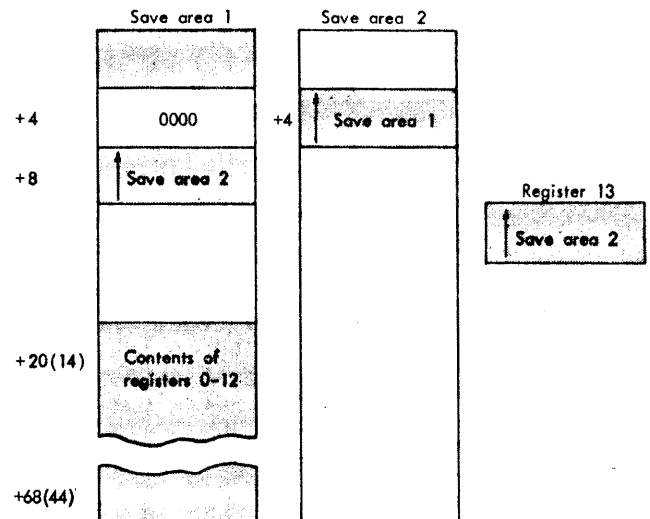 Save area 1
Save area 2
+4
0000
+4
↑ Save area 1
+8
↑ Save area 2
Register 13
↑ Save area 2
+20(14)
Contents of
registers 0-12
+68(44)